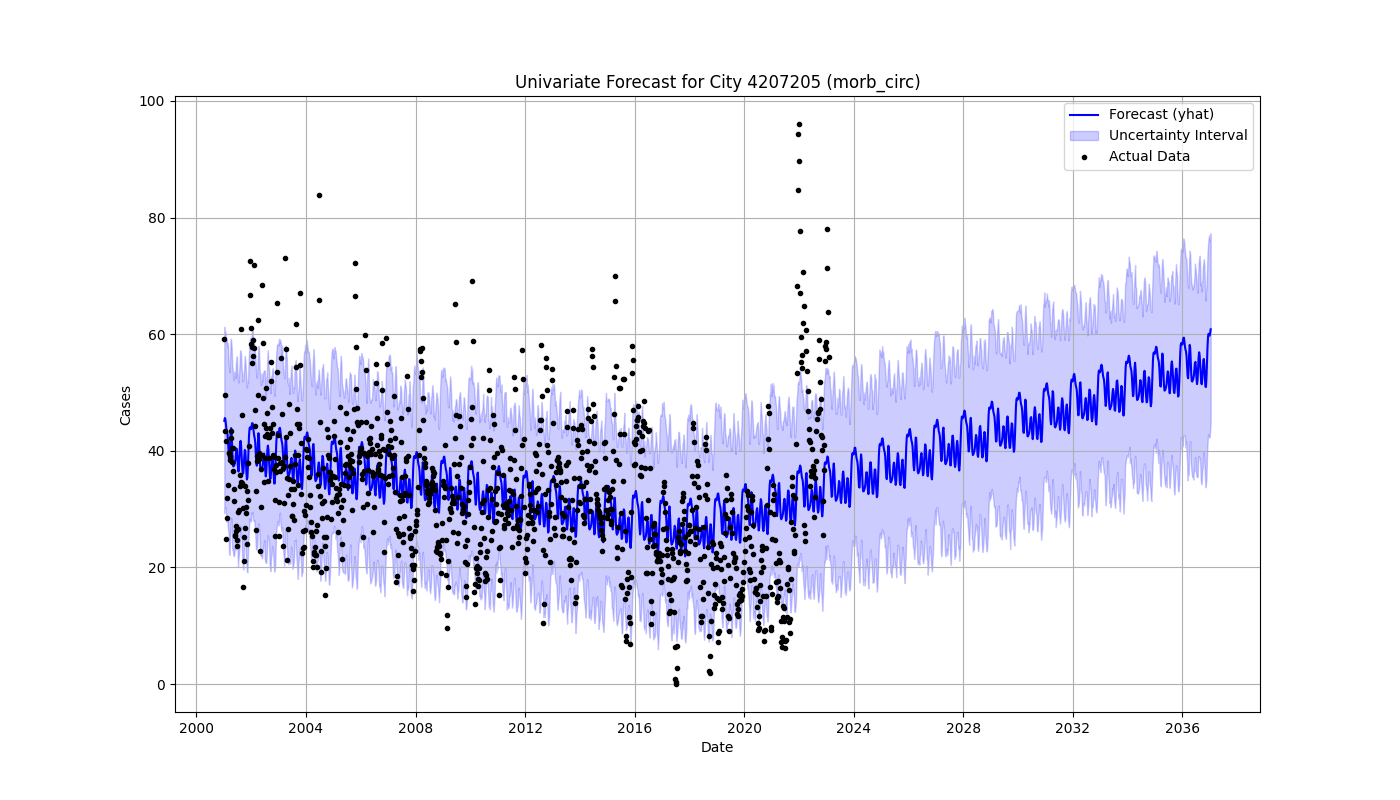 Univariate Forecast for City 4207205 (morb_circ)
Forecast (yhat)
Uncertainty Interval
Actual Data
Cases
100
80
60
40
20
0
2000 2004 2008 2012 2016 2020 2024 2028 2032 2036
Date